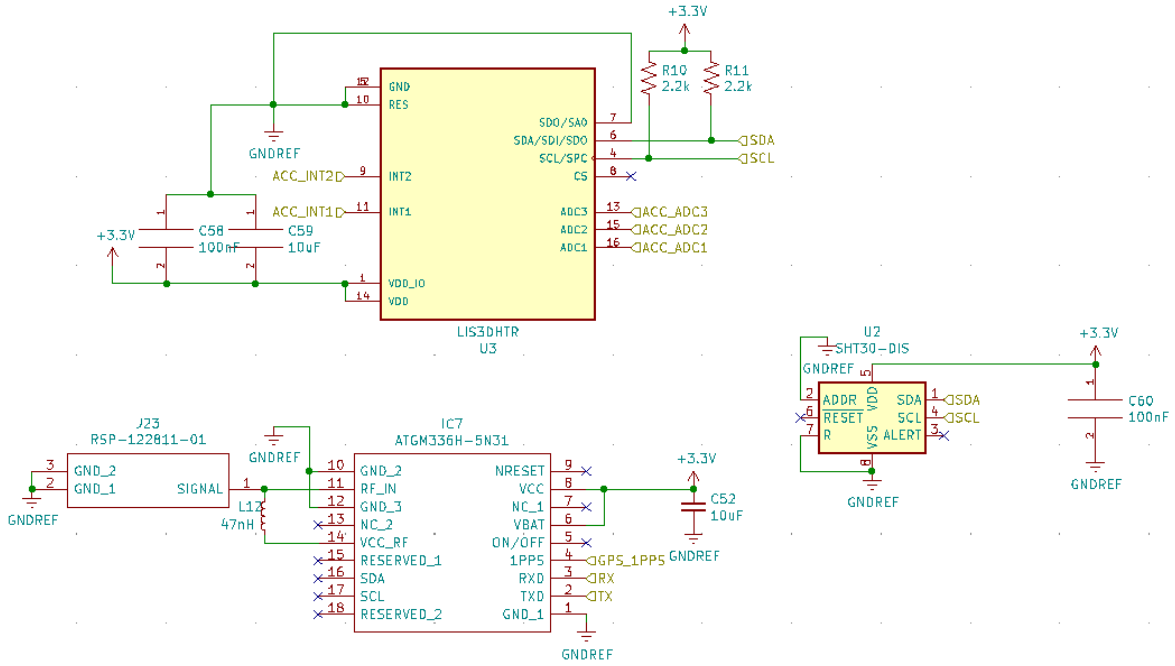 +3.3V
R10
2.2k
R11
2.2k
GND
10
RES
SDO/SA0
7
SDA/SDI/SDO
6
SDA
SCL/SPC
4
SCL
GNDREF
ACC_INT2
9
INT2
CS
8
ACC_INT1
11
INT1
ADC3
13
ACC_ADC3
ADC2
15
ACC_ADC2
ADC1
16
ACC_ADC1
+3.3V
1
C58
100nF
2
1
C59
10uF
2
1
VDD_IO
14
VDD
LIS3DHTR
U3
U2
SHT30-DIS
GNDREF
+3.3V
5
VDD
2
ADDR
SDA
1
SDA
6
RESET
SCL
4
SCL
7
R
ALERT
3
VSS
8
GNDREF
1
C60
100nF
2
GNDREF
J23
RSP-122811-01
3
GND_2
2
GND_1
SIGNAL
1
GNDREF
L12
47nH
GNDREF
IC7
ATGM336H-5N31
10
GND_2
11
RF_IN
12
GND_3
13
NC_2
14
VCC_RF
15
RESERVED_1
16
SDA
17
SCL
18
RESERVED_2
NRESET
9
VCC
8
NC_1
7
VBAT
6
ON/OFF
5
1PPS
4
GPS_1PPS
RXD
3
RX
TXD
2
TX
GND_1
1
GNDREF
+3.3V
C52
10uF
GNDREF